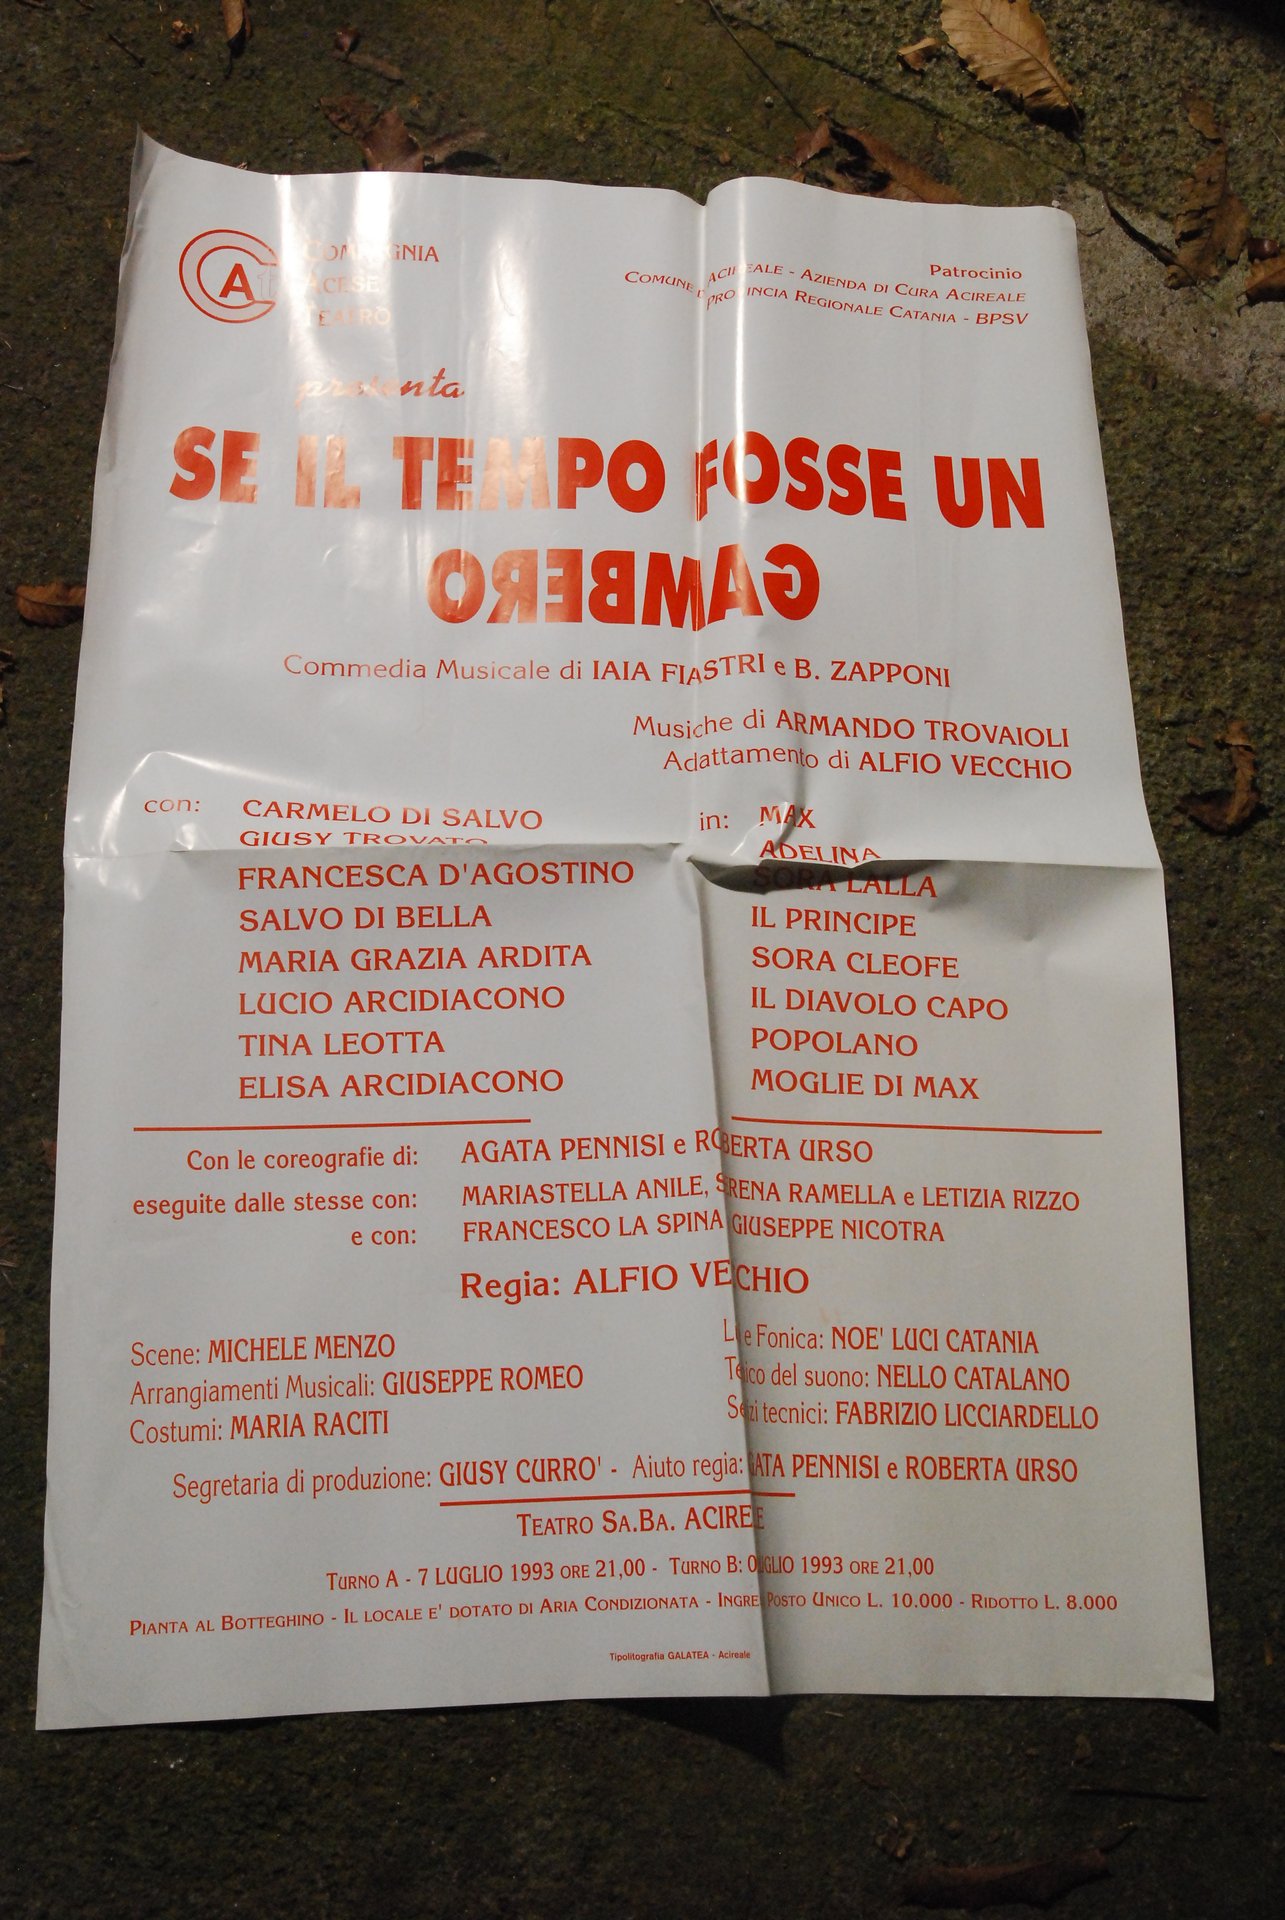 CAT
COMPAGNIA
ACESE
TEATRO
Patrocinio
COMUNE DI ACIREALE - AZIENDA DI CURA ACIREALE
PROVINCIA REGIONALE CATANIA - BPSV
presenta
SE IL TEMPO FOSSE UN
GAMBERO
Commedia Musicale di IAIA FIASTRI e B. ZAPPONI
Musiche di ARMANDO TROVAIOLI
Adattamento di ALFIO VECCHIO
con: CARMELO DI SALVO in: MAX
GIUSY TROVATO ADELINA
FRANCESCA D'AGOSTINO SORA LALLA
SALVO DI BELLA IL PRINCIPE
MARIA GRAZIA ARDITA SORA CLEOFE
LUCIO ARCIDIACONO IL DIAVOLO CAPO
TINA LEOTTA POPOLANO
ELISA ARCIDIACONO MOGLIE DI MAX
Con le coreografie di: AGATA PENNISI e ROBERTA URSO
eseguite dalle stesse con: MARIASTELLA ANILE, SERENA RAMELLA e LETIZIA RIZZO
e con: FRANCESCO LA SPINA GIUSEPPE NICOTRA
Regia: ALFIO VECCHIO
Scene: MICHELE MENZO
Arrangiamenti Musicali: GIUSEPPE ROMEO
Costumi: MARIA RACITI
e Fonica: NOE' LUCI CATANIA
del suono: NELLO CATALANO
tecnici: FABRIZIO LICCIARDELLO
Segretaria di produzione: GIUSY CURRO' - Aiuto regia: AGATA PENNISI e ROBERTA URSO
TEATRO SA.BA. ACIREALE
TURNO A - 7 LUGLIO 1993 ORE 21,00 - TURNO B: LUGLIO 1993 ORE 21,00
PIANTA AL BOTTEGHINO - IL LOCALE E' DOTATO DI ARIA CONDIZIONATA - INGRESSO POSTO UNICO L. 10.000 - RIDOTTO L. 8.000
Tipolitografia GALATEA - Acireale